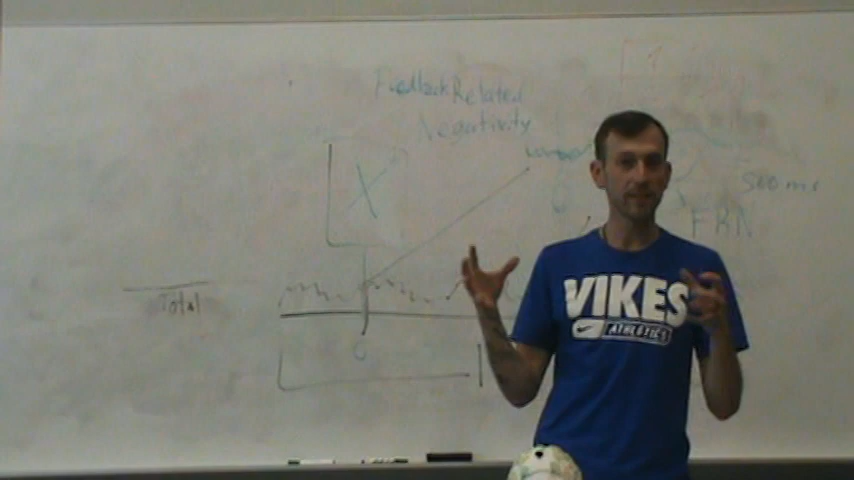 Feedback Related
Negativity
X
500 ms
FRN
Total
0
VIKES
ATHLETICS